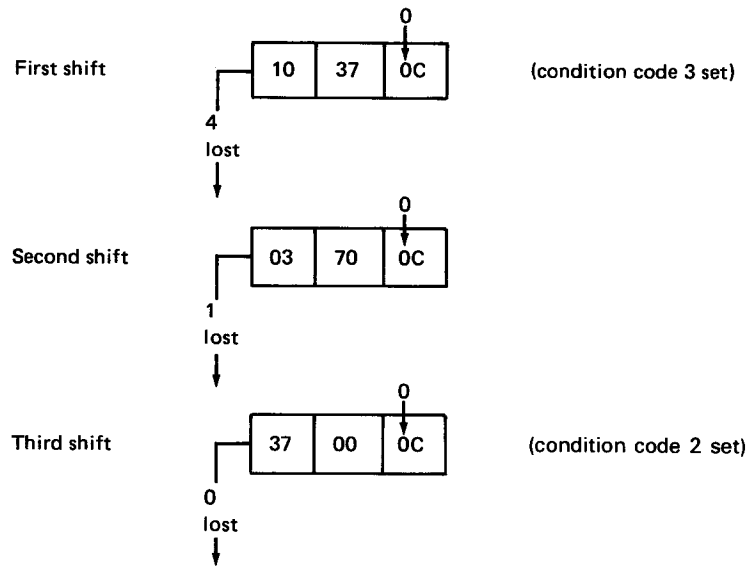 0
First shift 10 37 0C (condition code 3 set)
4
lost
0
Second shift 03 70 0C
1
lost
0
Third shift 37 00 0C (condition code 2 set)
0
lost